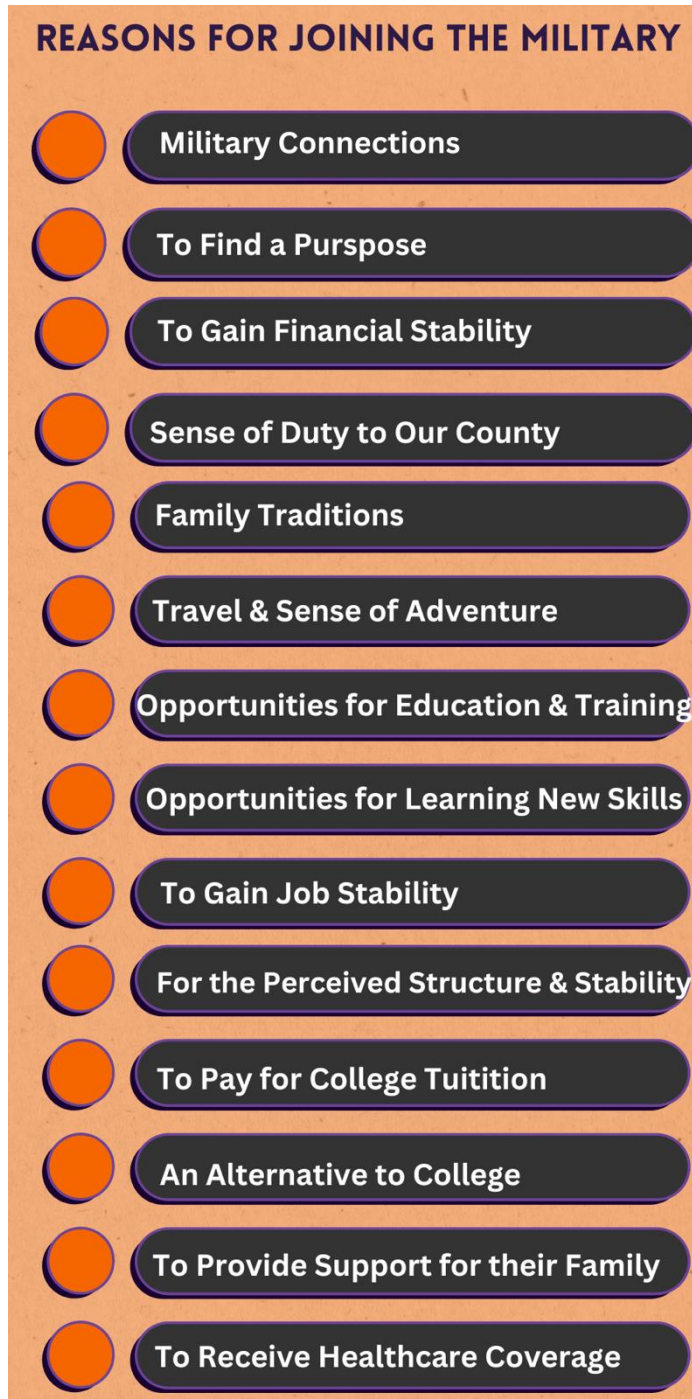 REASONS FOR JOINING THE MILITARY
Military Connections
To Find a Purspose
To Gain Financial Stability
Sense of Duty to Our County
Family Traditions
Travel & Sense of Adventure
Opportunities for Education & Training
Opportunities for Learning New Skills
To Gain Job Stability
For the Perceived Structure & Stability
To Pay for College Tuitition
An Alternative to College
To Provide Support for their Family
To Receive Healthcare Coverage